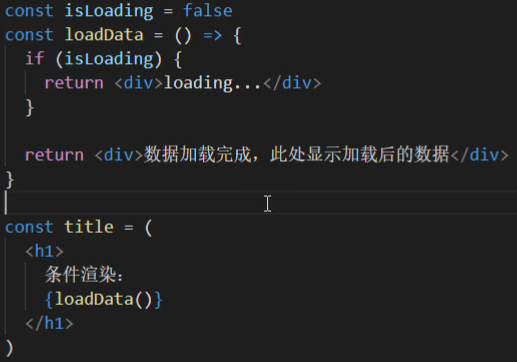 const isLoading = false
const loadData = () => {
  if (isLoading) {
    return <div>loading...</div>
  }

  return <div>数据加载完成，此处显示加载后的数据</div>
}

const title = (
  <h1>
    条件渲染：
    {loadData()}
  </h1>
)